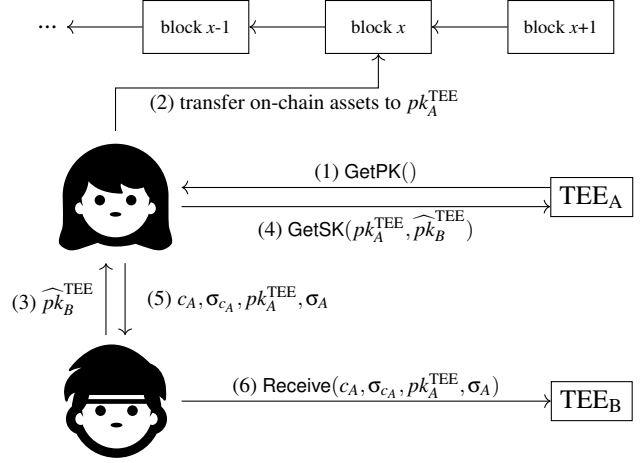 ... block x-1 block x block x+1
(2) transfer on-chain assets to pk_A^TEE
(1) GetPK()
TEE_A
(4) GetSK(pk_A^TEE, \widehat{pk}_B^TEE)
(3) \widehat{pk}_B^TEE
(5) c_A, σ_{c_A}, pk_A^TEE, σ_A
(6) Receive(c_A, σ_{c_A}, pk_A^TEE, σ_A)
TEE_B